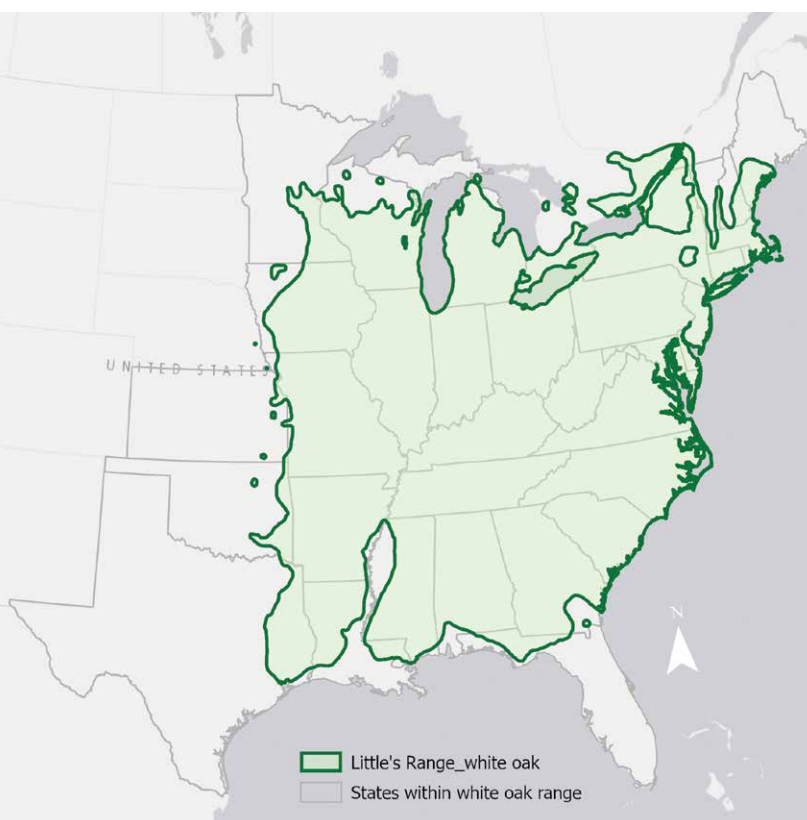 UNITED STATES
N
Little's Range_white oak
States within white oak range